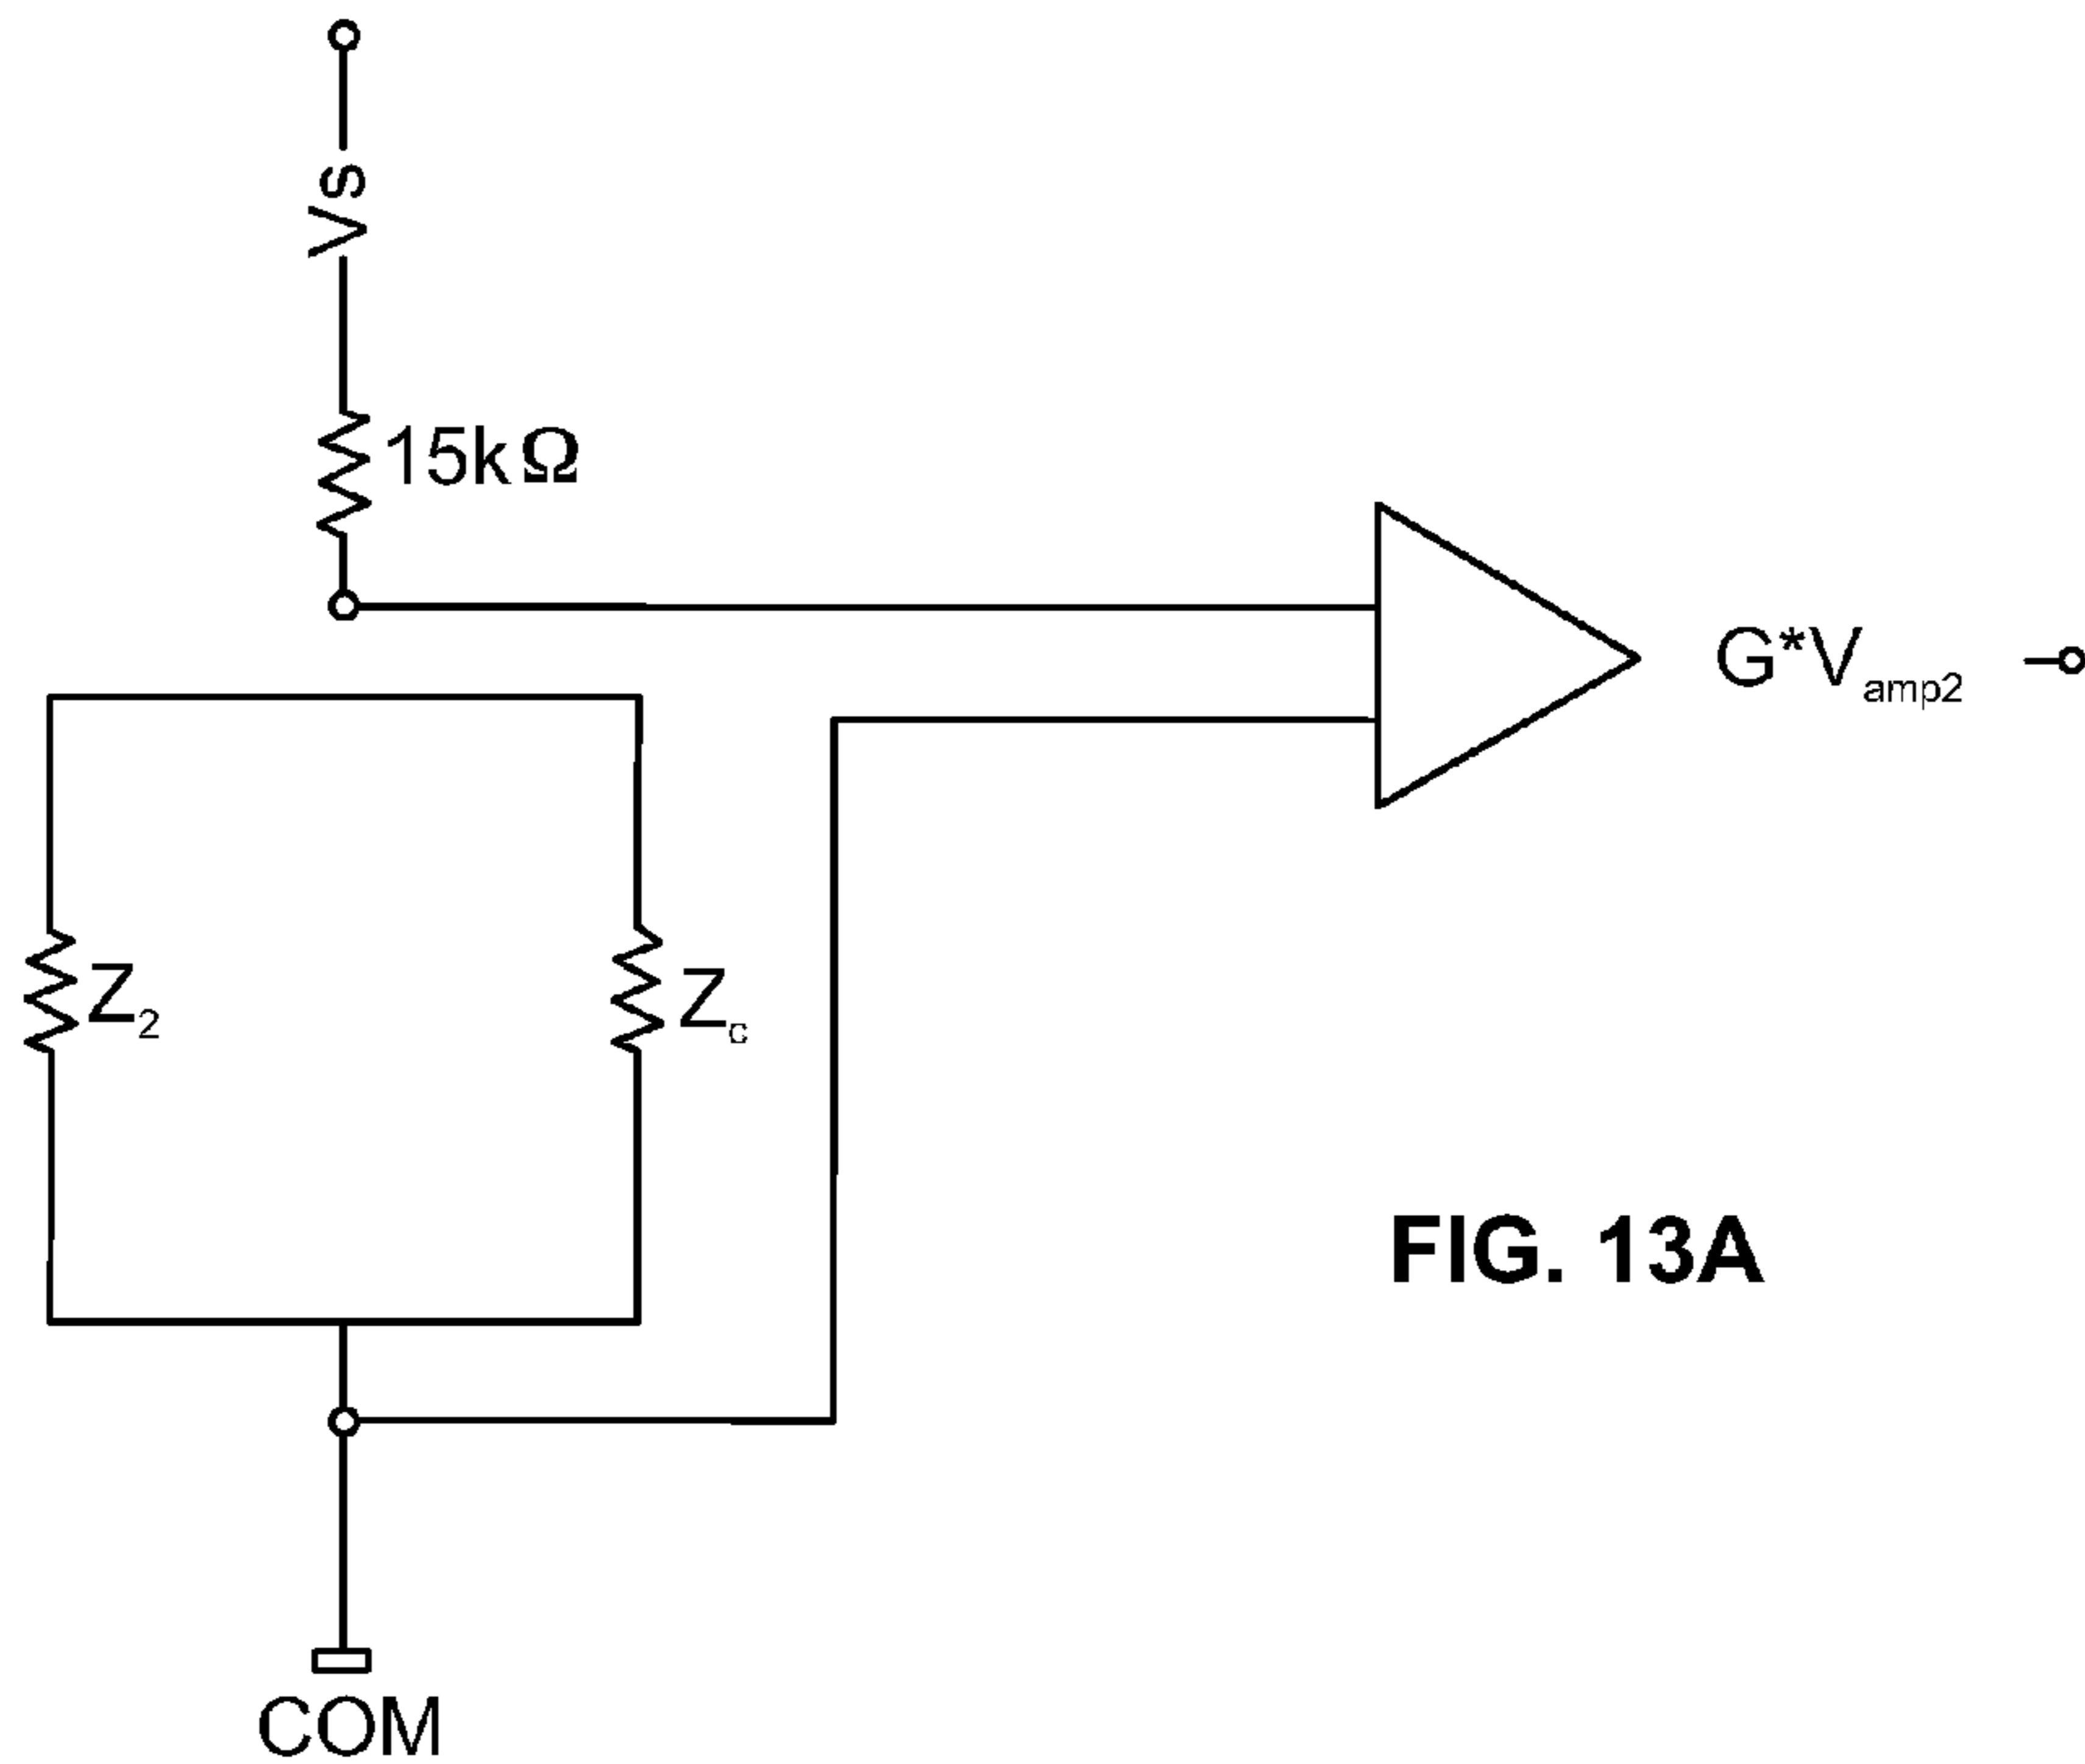 Vs
15kΩ
G*Vamp2
Z2
Zc
FIG. 13A
COM